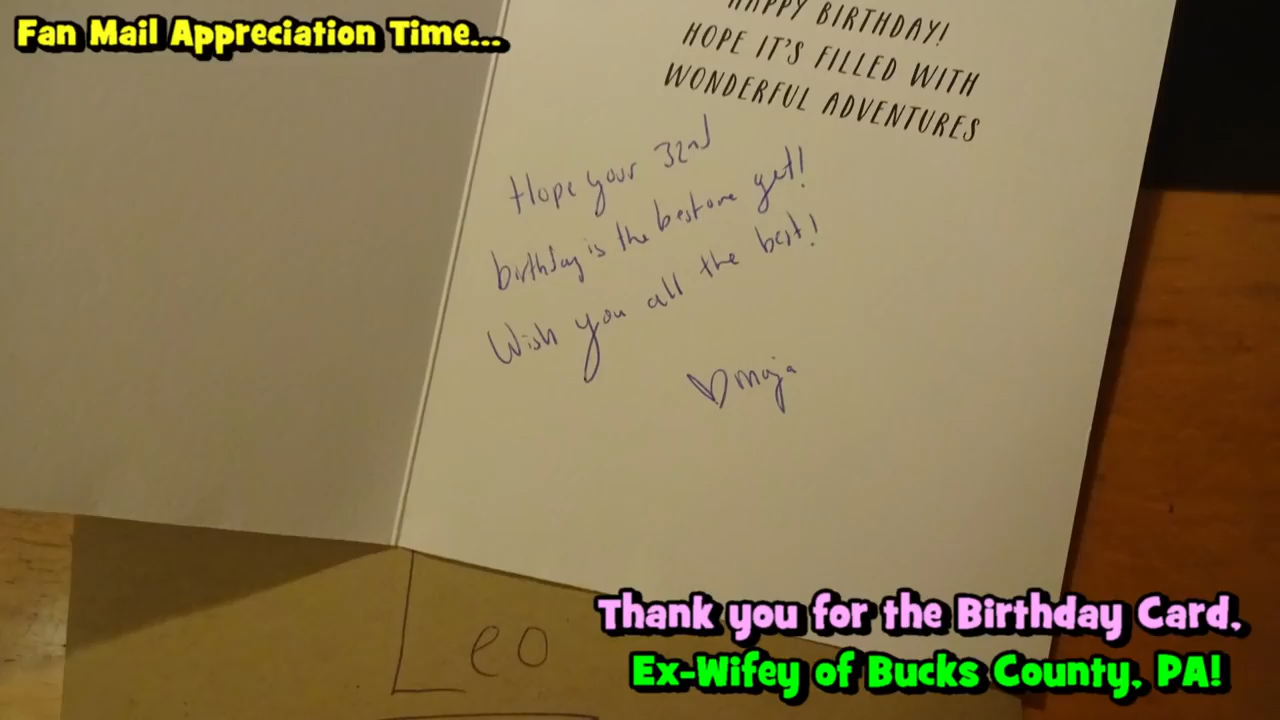 Fan Mail Appreciation Time...
HAPPY BIRTHDAY!
HOPE IT'S FILLED WITH
WONDERFUL ADVENTURES
Hope your 32nd
birthday is the best one yet!
Wish you all the best!
♡ maja
Leo
Thank you for the Birthday Card,
Ex-Wifey of Bucks County, PA!